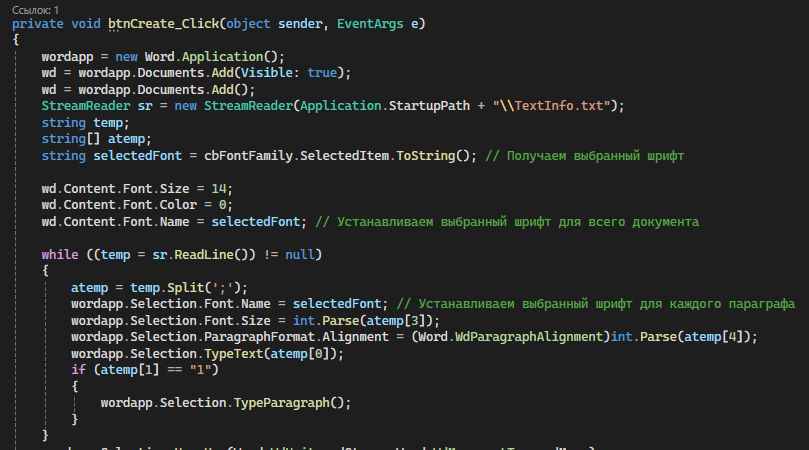 Ссылок: 1
private void btnCreate_Click(object sender, EventArgs e)
{
wordapp = new Word.Application();
wd = wordapp.Documents.Add(Visible: true);
wd = wordapp.Documents.Add();
StreamReader sr = new StreamReader(Application.StartupPath + "\\TextInfo.txt");
string temp;
string[] atemp;
string selectedFont = cbFontFamily.SelectedItem.ToString(); // Получаем выбранный шрифт
wd.Content.Font.Size = 14;
wd.Content.Font.Color = 0;
wd.Content.Font.Name = selectedFont; // Устанавливаем выбранный шрифт для всего документа
while ((temp = sr.ReadLine()) != null)
{
atemp = temp.Split(';');
wordapp.Selection.Font.Name = selectedFont; // Устанавливаем выбранный шрифт для каждого параграфа
wordapp.Selection.Font.Size = int.Parse(atemp[3]);
wordapp.Selection.ParagraphFormat.Alignment = (Word.WdParagraphAlignment)int.Parse(atemp[4]);
wordapp.Selection.TypeText(atemp[0]);
if (atemp[1] == "1")
{
wordapp.Selection.TypeParagraph();
}
}